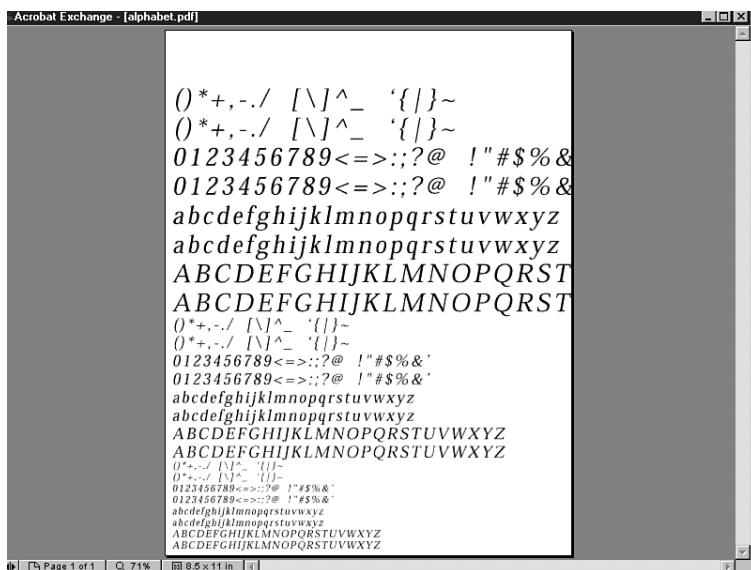 Acrobat Exchange - [alphabet.pdf]
()*+,-./ [\]^_ ‘{|}~
()*+,-./ [\]^_ ‘{|}~
0123456789<=>:;?@ !"#$%&
0123456789<=>:;?@ !"#$%&
abcdefghijklmnopqrstuvwxyz
abcdefghijklmnopqrstuvwxyz
ABCDEFGHIJKLMNOPQRST
ABCDEFGHIJKLMNOPQRST
()*+,-./ [\]^_ ‘{|}~
()*+,-./ [\]^_ ‘{|}~
0123456789<=>:;?@ !"#$%&'
0123456789<=>:;?@ !"#$%&'
abcdefghijklmnopqrstuvwxyz
abcdefghijklmnopqrstuvwxyz
ABCDEFGHIJKLMNOPQRSTUVWXYZ
ABCDEFGHIJKLMNOPQRSTUVWXYZ
()*+,-./ [\]^_ ‘{|}~
()*+,-./ [\]^_ ‘{|}~
0123456789<=>:;?@ !"#$%&'
0123456789<=>:;?@ !"#$%&'
abcdefghijklmnopqrstuvwxyz
abcdefghijklmnopqrstuvwxyz
ABCDEFGHIJKLMNOPQRSTUVWXYZ
ABCDEFGHIJKLMNOPQRSTUVWXYZ
Page 1 of 1 71% 8.5 x 11 in